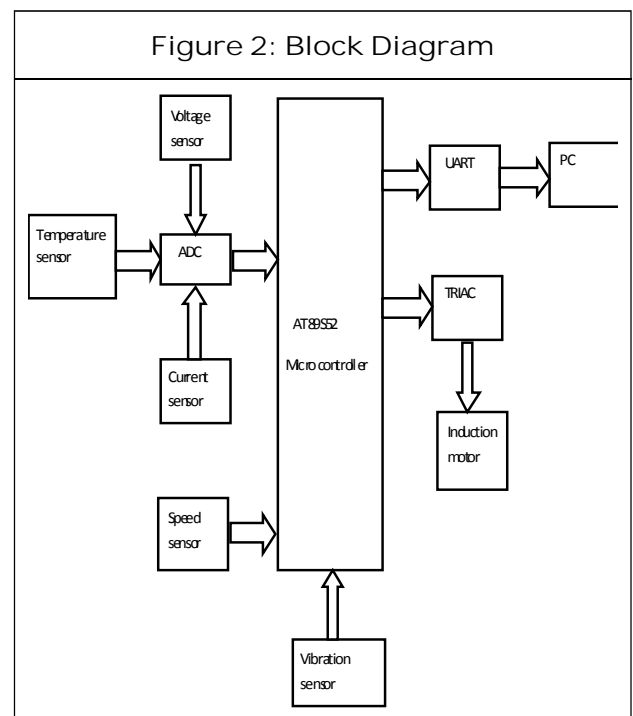 Figure 2: Block Diagram
Voltage
sensor
UART
PC
Temperature
sensor
ADC
TRIAC
AT89S52
Micro controller
Current
sensor
Induction
motor
Speed
sensor
Vibration
sensor